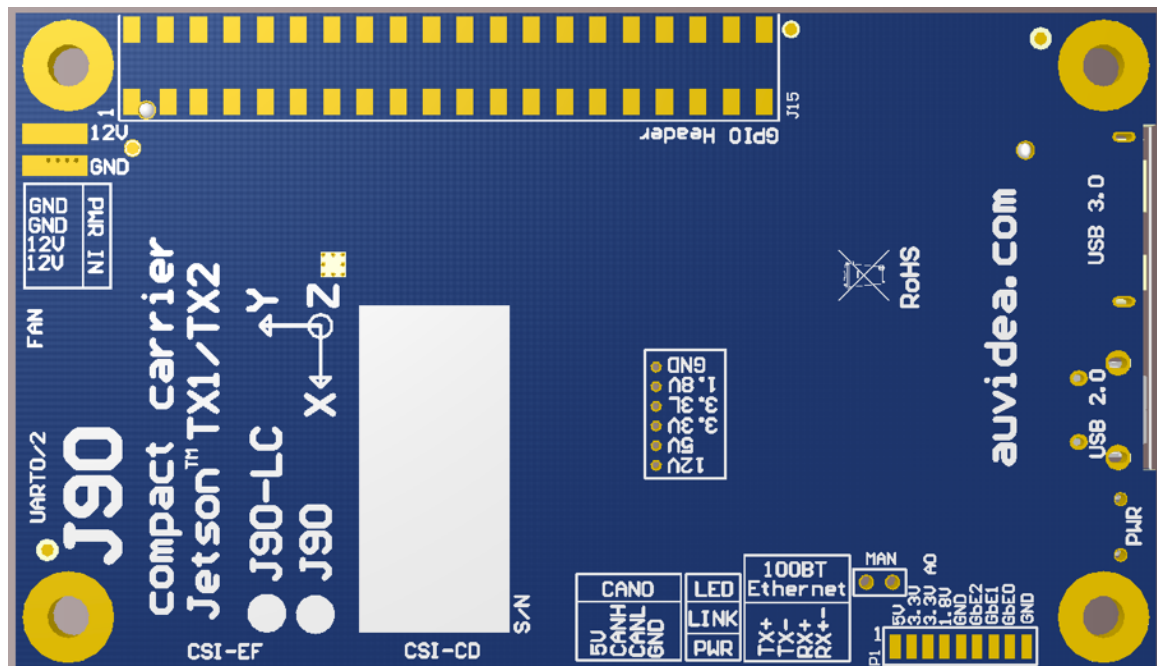 1
J15
GPIO Header
12V
GND
GND
GND
12V
12V
PWR IN
FAN
UART0/2
J90
compact carrier
Jetson™TX1/TX2
J90-LC
J90
Y
Z
X
S/N
CSI-EF
CSI-CD
GND
1.8V
3.3L
3.3V
5V
12V
RoHS
auvidea.com
USB 3.0
USB 2.0
PWR
CAN0
5V
CANH
CANL
GND
LED
LINK
PWR
100BT
Ethernet
TX+
TX-
RX+
RX+-
MAN
AO
P1
1
5V
3.3V
3.3V
1.8V
GND
GbE2
GbE1
GbE0
GND